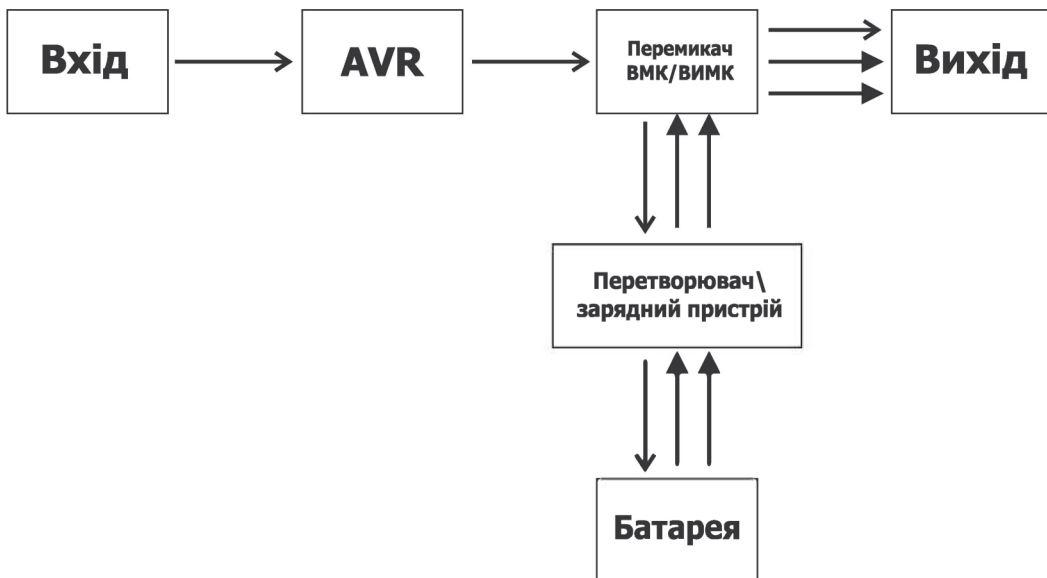 Вхід
AVR
Перемикач
ВМК/ВИМК
Вихід
Перетворювач\
зарядний пристрій
Батарея